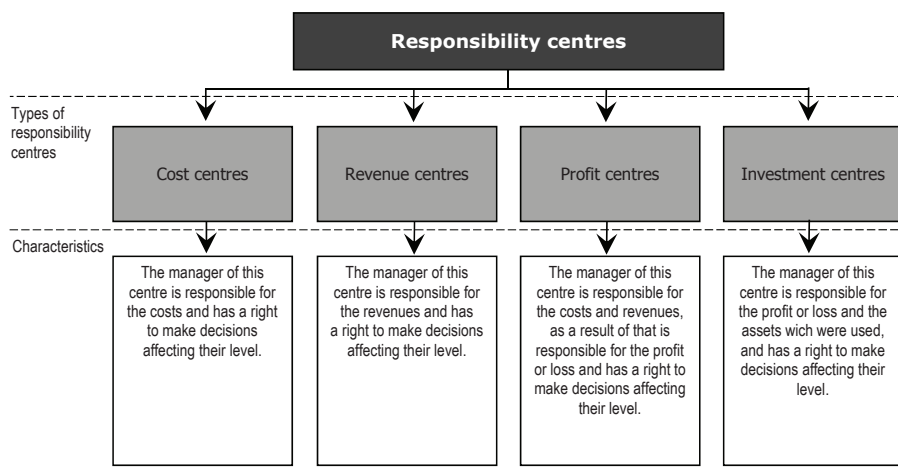 Responsibility centres
Types of
responsibility
centres
Cost centres
Revenue centres
Profit centres
Investment centres
Characteristics
The manager of this
centre is responsible for
the costs and has a right
to make decisions
affecting their level.
The manager of this
centre is responsible for
the revenues and has
a right to make decisions
affecting their level.
The manager of this
centre is responsible for
the costs and revenues,
as a result of that is
responsible for the profit
or loss and has a right to
make decisions affecting
their level.
The manager of this
centre is responsible for
the profit or loss and the
assets wich were used,
and has a right to make
decisions affecting their
level.